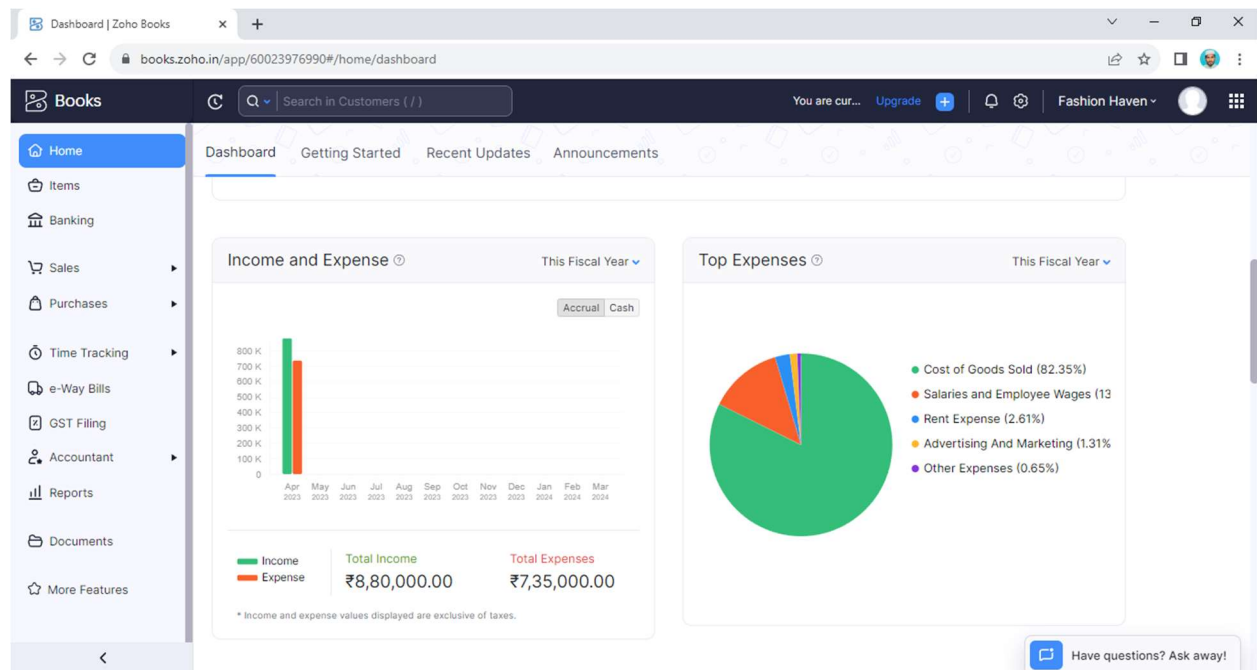 Dashboard | Zoho Books
books.zoho.in/app/60023976990#/home/dashboard
Books
Search in Customers ( / )
You are cur... Upgrade
Fashion Haven
Home
Items
Banking
Sales
Purchases
Time Tracking
e-Way Bills
GST Filing
Accountant
Reports
Documents
More Features
Dashboard Getting Started Recent Updates Announcements
Income and Expense This Fiscal Year
Accrual Cash
800 K
700 K
600 K
500 K
400 K
300 K
200 K
100 K
0
Apr May Jun Jul Aug Sep Oct Nov Dec Jan Feb Mar
2023 2023 2023 2023 2023 2023 2023 2023 2023 2024 2024 2024
Income
Expense
Total Income
₹8,80,000.00
Total Expenses
₹7,35,000.00
* Income and expense values displayed are exclusive of taxes.
Top Expenses This Fiscal Year
Cost of Goods Sold (82.35%)
Salaries and Employee Wages (13
Rent Expense (2.61%)
Advertising And Marketing (1.31%
Other Expenses (0.65%)
Have questions? Ask away!